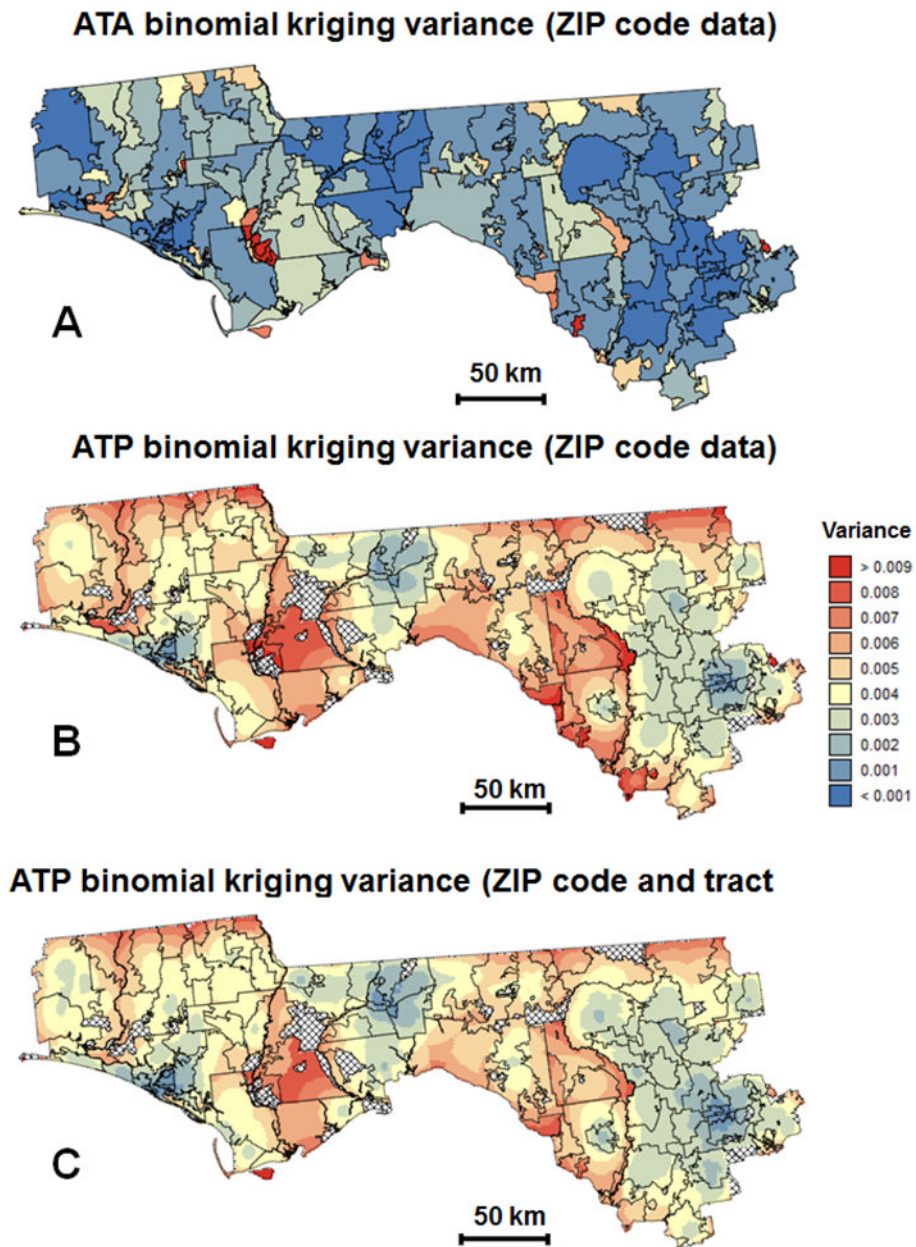 ATA binomial kriging variance (ZIP code data)
A
50 km
ATP binomial kriging variance (ZIP code data)
Variance
> 0.009
0.008
0.007
0.006
0.005
0.004
0.003
0.002
0.001
< 0.001
B
50 km
ATP binomial kriging variance (ZIP code and tract
C
50 km